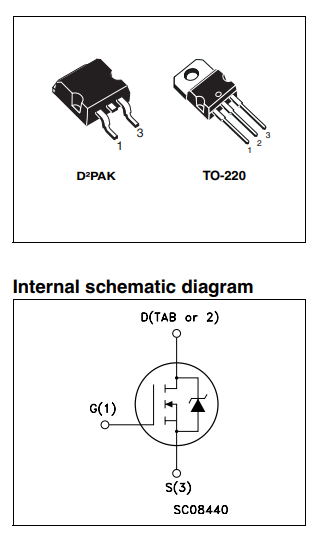 1
3
1
2
3
D²PAK
TO-220
Internal schematic diagram
D(TAB or 2)
G(1)
S(3)
SC08440